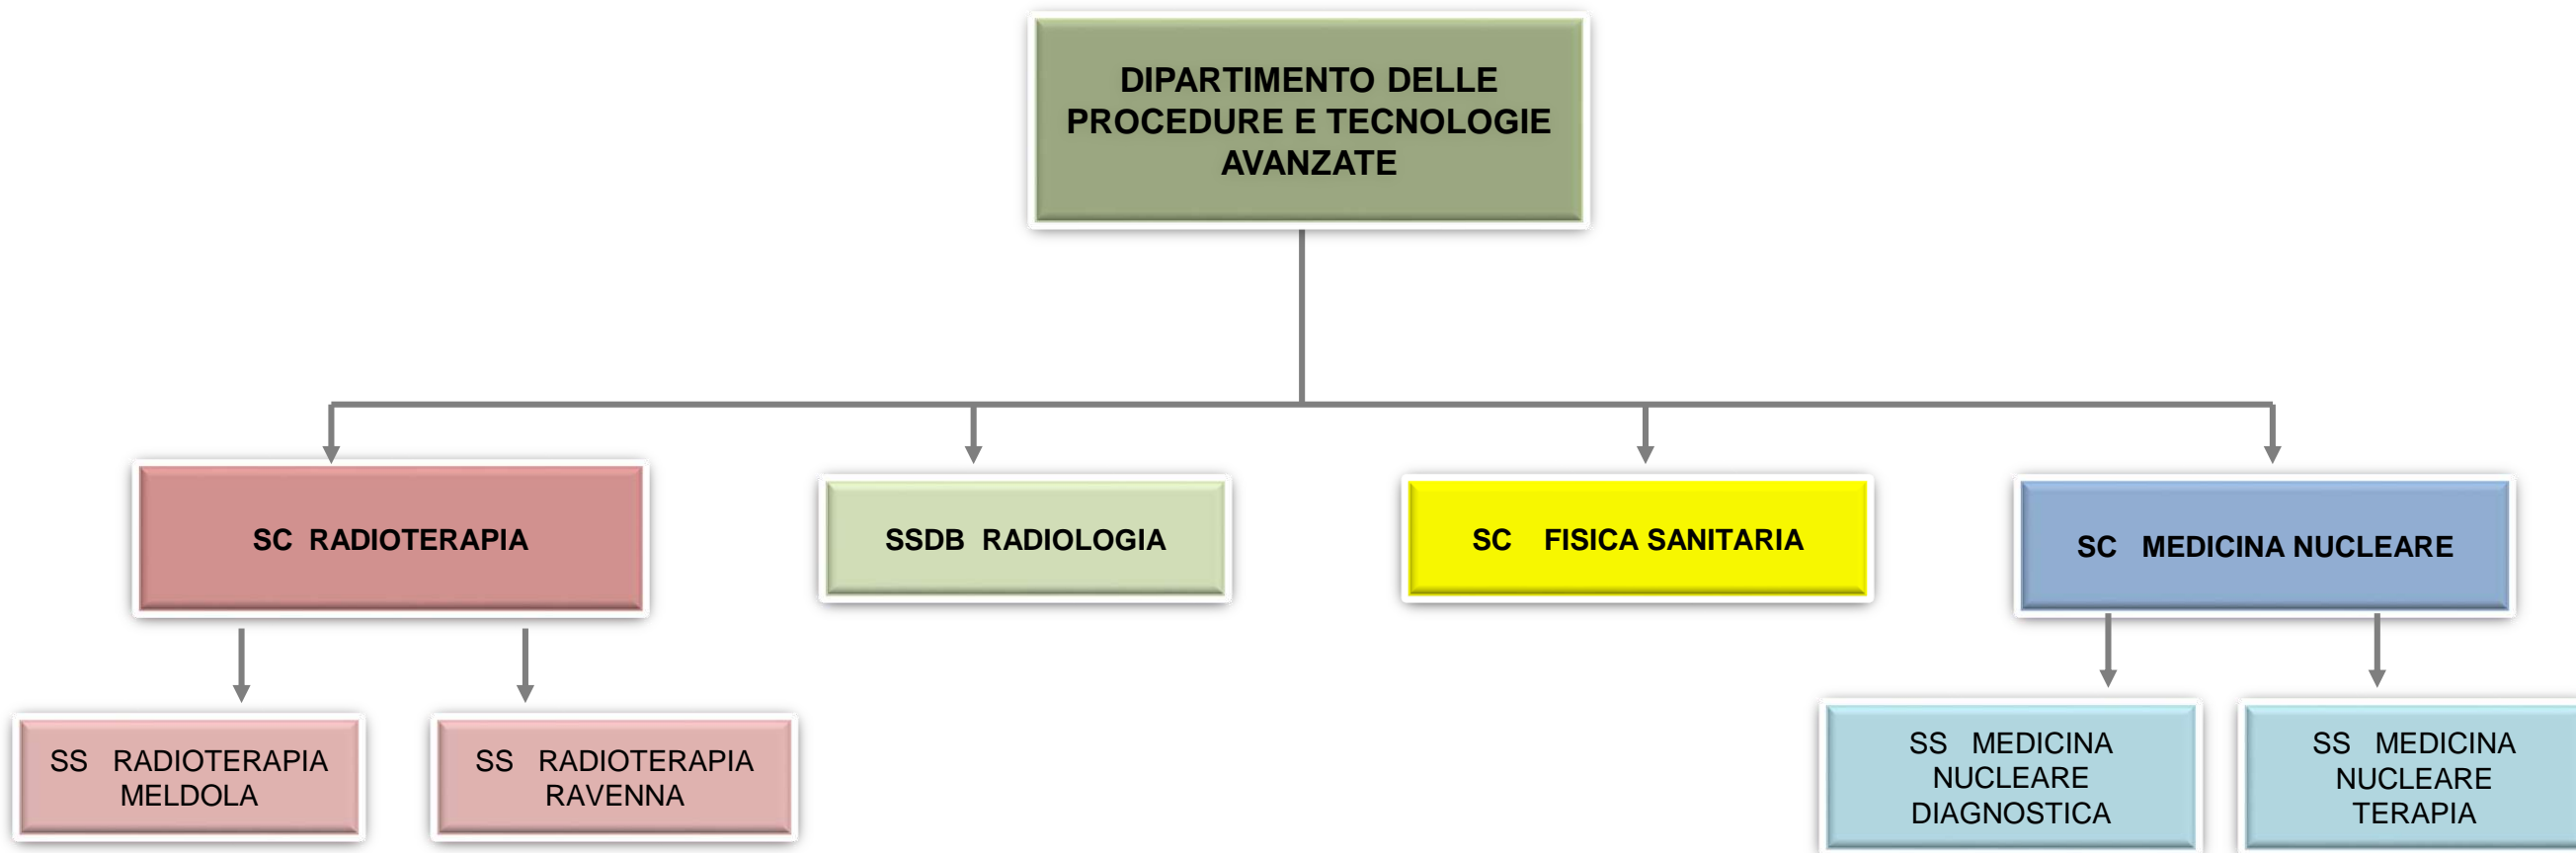 DIPARTIMENTO DELLE
PROCEDURE E TECNOLOGIE
AVANZATE
SC RADIOTERAPIA
SSDB RADIOLOGIA
SC FISICA SANITARIA
SC MEDICINA NUCLEARE
SS RADIOTERAPIA
MELDOLA
SS RADIOTERAPIA
RAVENNA
SS MEDICINA
NUCLEARE
DIAGNOSTICA
SS MEDICINA
NUCLEARE
TERAPIA